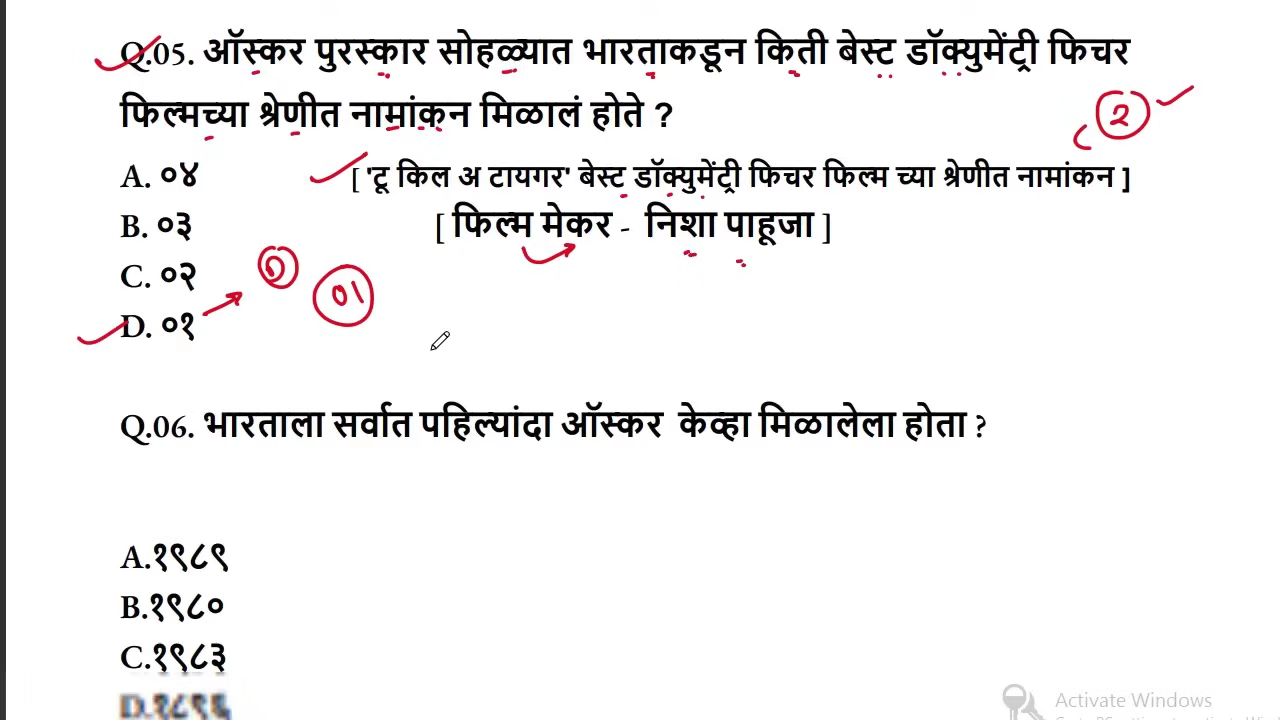 Q.05. ऑस्कर पुरस्कार सोहळ्यात भारताकडून किती बेस्ट डॉक्युमेंट्री फिचर
फिल्मच्या श्रेणीत नामांकन मिळालं होते ?
2
A. ०४
[ 'टू किल अ टायगर' बेस्ट डॉक्युमेंट्री फिचर फिल्म च्या श्रेणीत नामांकन ]
B. ०३
[ फिल्म मेकर - निशा पाहूजा ]
C. ०२
01
D. ०१
Q.06. भारताला सर्वात पहिल्यांदा ऑस्कर केव्हा मिळालेला होता ?
A.१९८९
B.१९८०
C.१९८३
Activate Windows